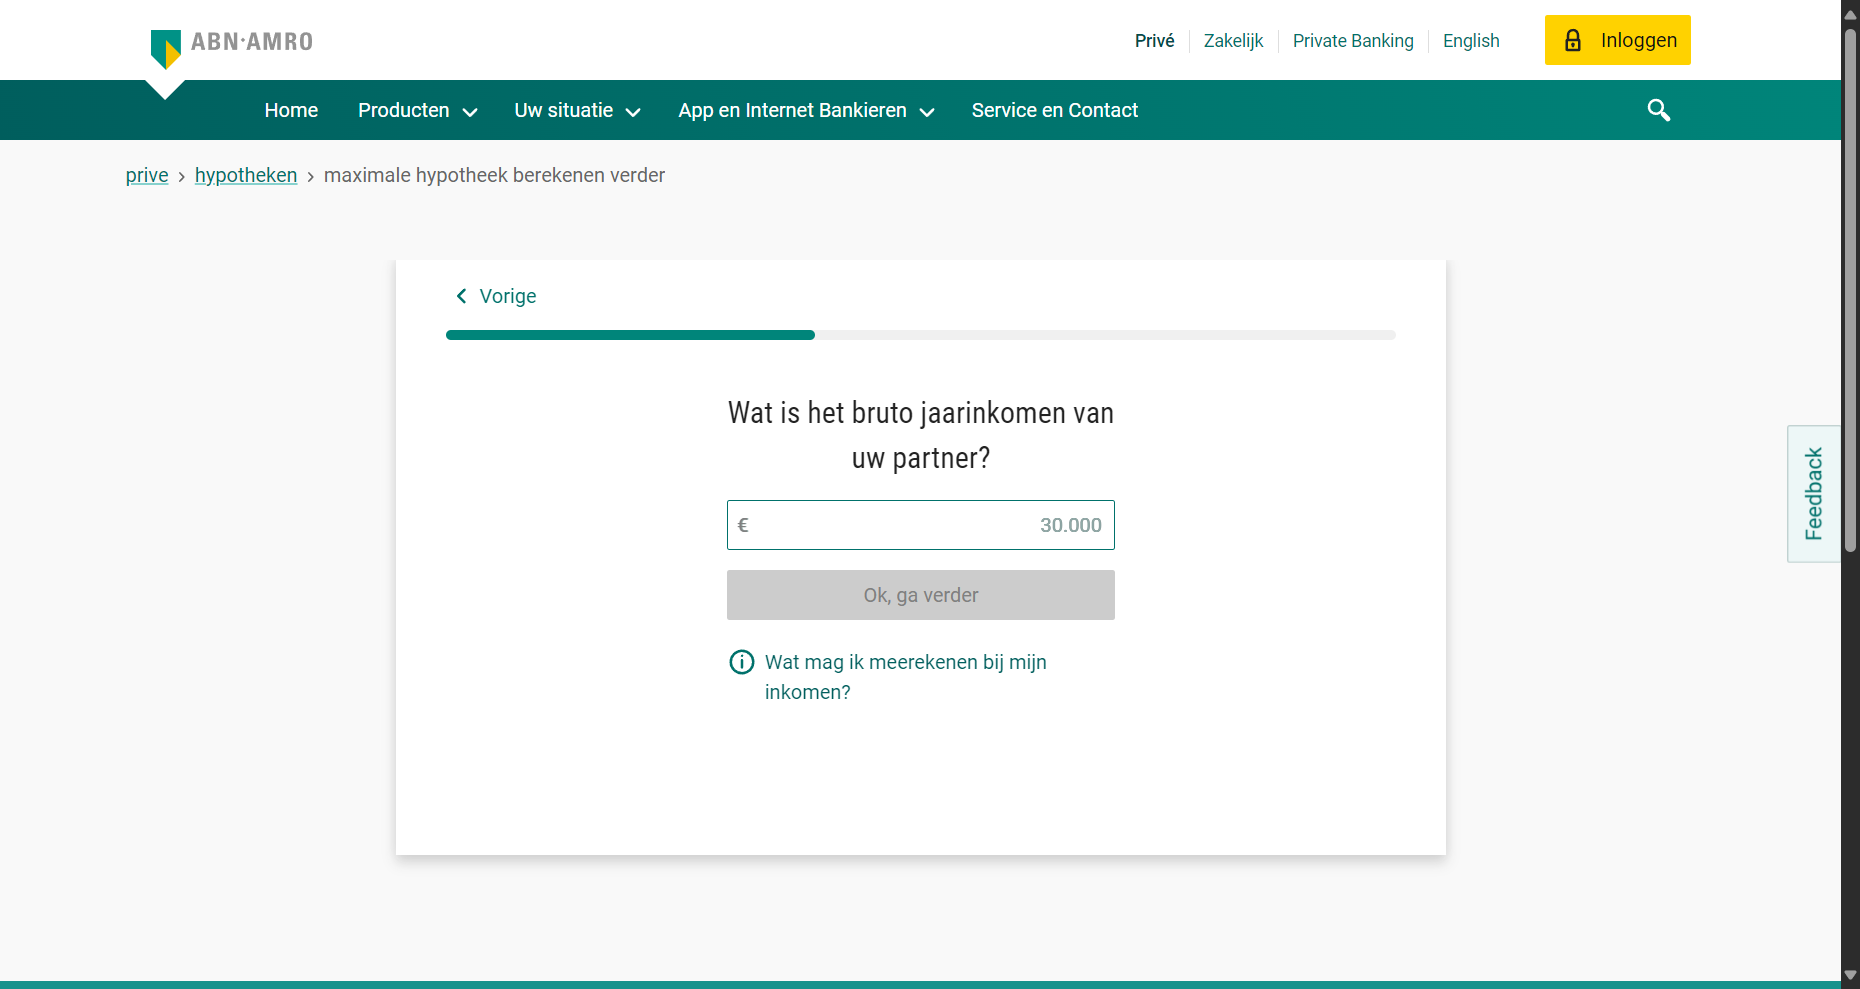 ABN·AMRO
Privé
Zakelijk
Private Banking
English
Inloggen
Home
Producten
Uw situatie
App en Internet Bankieren
Service en Contact
prive > hypotheken > maximale hypotheek berekenen verder
Vorige
Wat is het bruto jaarinkomen van
uw partner?
€ 30.000
Ok, ga verder
Wat mag ik meerekenen bij mijn
inkomen?
Feedback